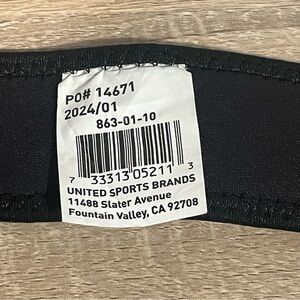 PO# 14671
2024/01
863-01-10
7 33313 05211 3
UNITED SPORTS BRANDS
11488 Slater Avenue
Fountain Valley, CA 92708